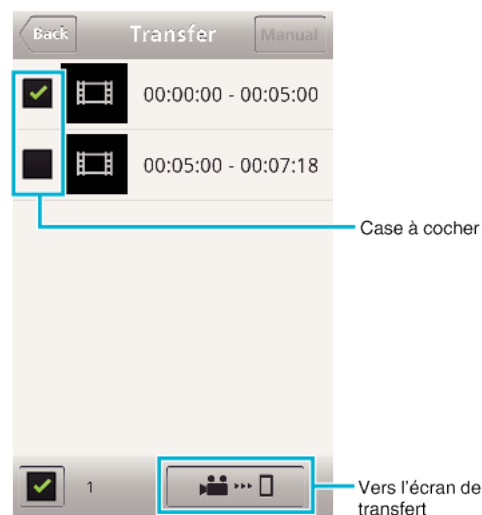 Back Transfer Manual
00:00:00 - 00:05:00
00:05:00 - 00:07:18
Case à cocher
1
Vers l'écran de
transfert